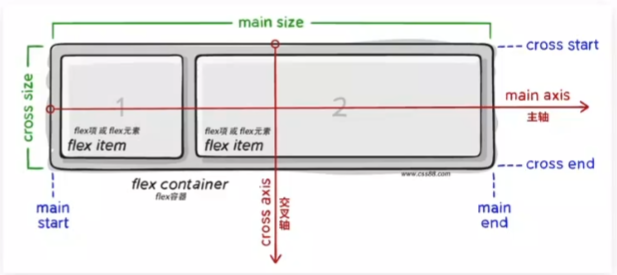 main size
cross start
cross size
1
2
main axis
主轴
flex项 或 flex元素
flex item
flex项 或 flex元素
flex item
cross end
www.css88.com
flex container
flex容器
cross axis
交叉轴
main
start
main
end